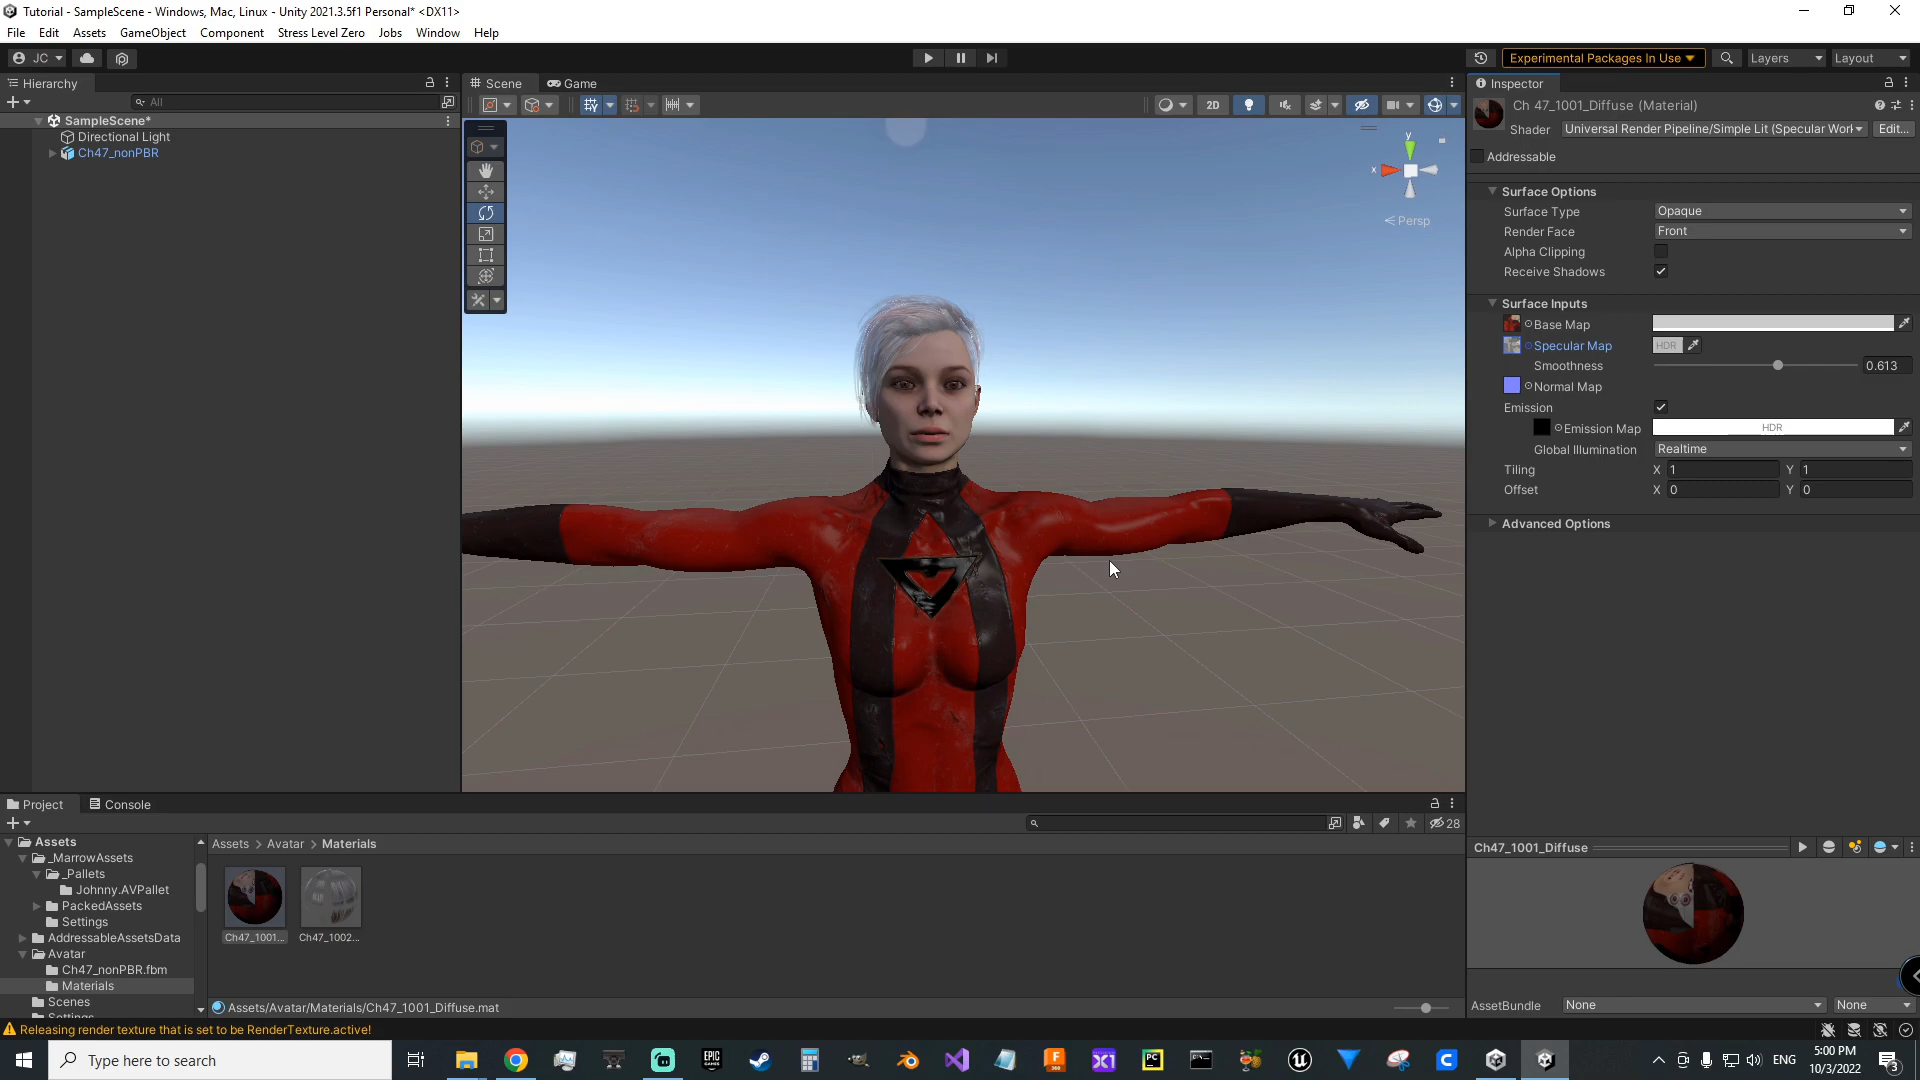 Tutorial - SampleScene - Windows, Mac, Linux - Unity 2021.3.5f1 Personal* <DX11>
File Edit Assets GameObject Component Stress Level Zero Jobs Window Help
JC Experimental Packages In Use Layers Layout
Hierarchy Scene Game Inspector
All 2D
Ch 47_1001_Diffuse (Material)
SampleScene*
Shader Universal Render Pipeline/Simple Lit (Specular Worl Edit...
Directional Light
Ch47_nonPBR
Addressable
y
x
Persp
Surface Options
Surface Type Opaque
Render Face Front
Alpha Clipping
Receive Shadows
Surface Inputs
Base Map
Specular Map HDR
Smoothness 0.613
Normal Map
Emission
Emission Map HDR
Global Illumination Realtime
Tiling X 1 Y 1
Offset X 0 Y 0
Advanced Options
Project Console
28
Assets
_MarrowAssets
_Pallets
Johnny.AVPallet
PackedAssets
Settings
AddressableAssetsData
Avatar
Ch47_nonPBR.fbm
Materials
Scenes
Settings
Assets > Avatar > Materials
Ch47_1001... Ch47_1002...
Assets/Avatar/Materials/Ch47_1001_Diffuse.mat
Ch47_1001_Diffuse
AssetBundle None None
Releasing render texture that is set to be RenderTexture.active!
Type here to search
EPIC GAMES
PC
ENG
5:00 PM
10/3/2022
3